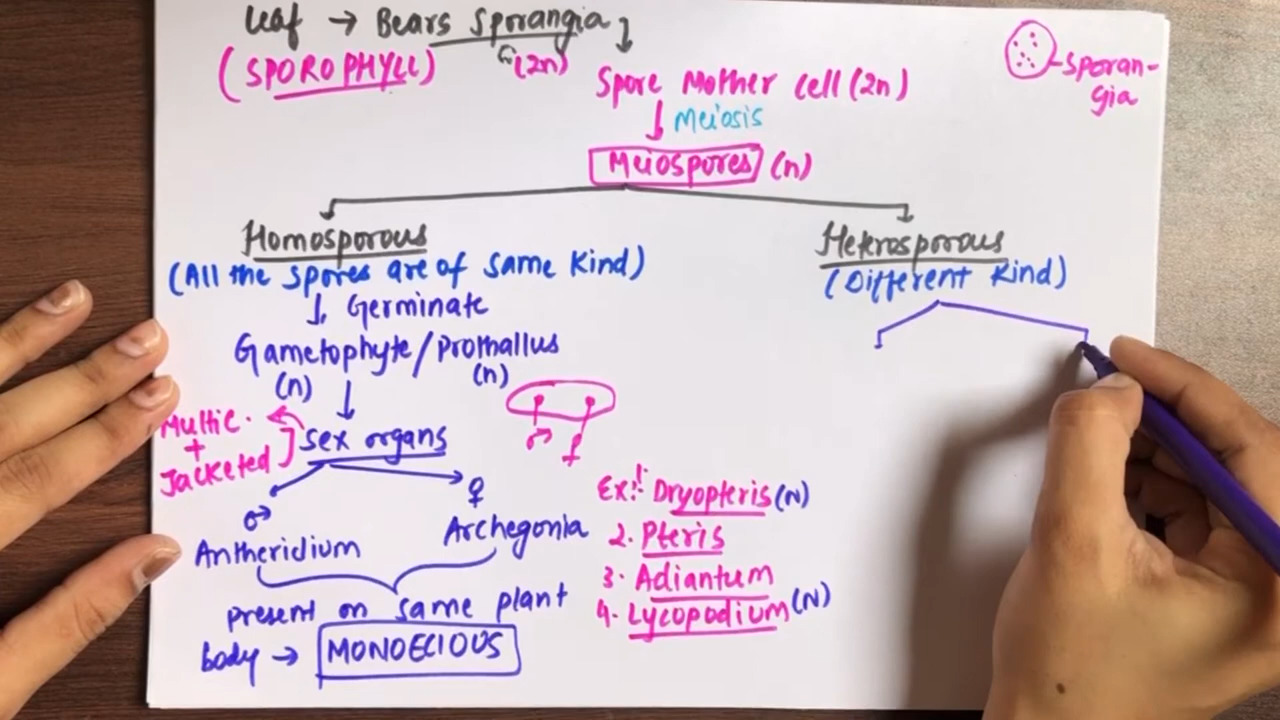 Leaf → Bears Sporangia
(SPOROPHYLL) (2n)
Sporan-
gia
Spore Mother cell (2n)
↓ Meiosis
Meiospores (n)
Homosporous
(All the spores are of same kind)
↓ Germinate
Gametophyte/Prothallus
(n) (n)
Multic.
+
Jacketed
sex organs
♂ ♀
Antheridium Archegonia
present on same plant
body → MONOECIOUS
♂ ♀
Ex:- 1. Dryopteris (N)
2. Pteris
3. Adiantum
4. Lycopodium (N)
Heterosporous
(Different kind)